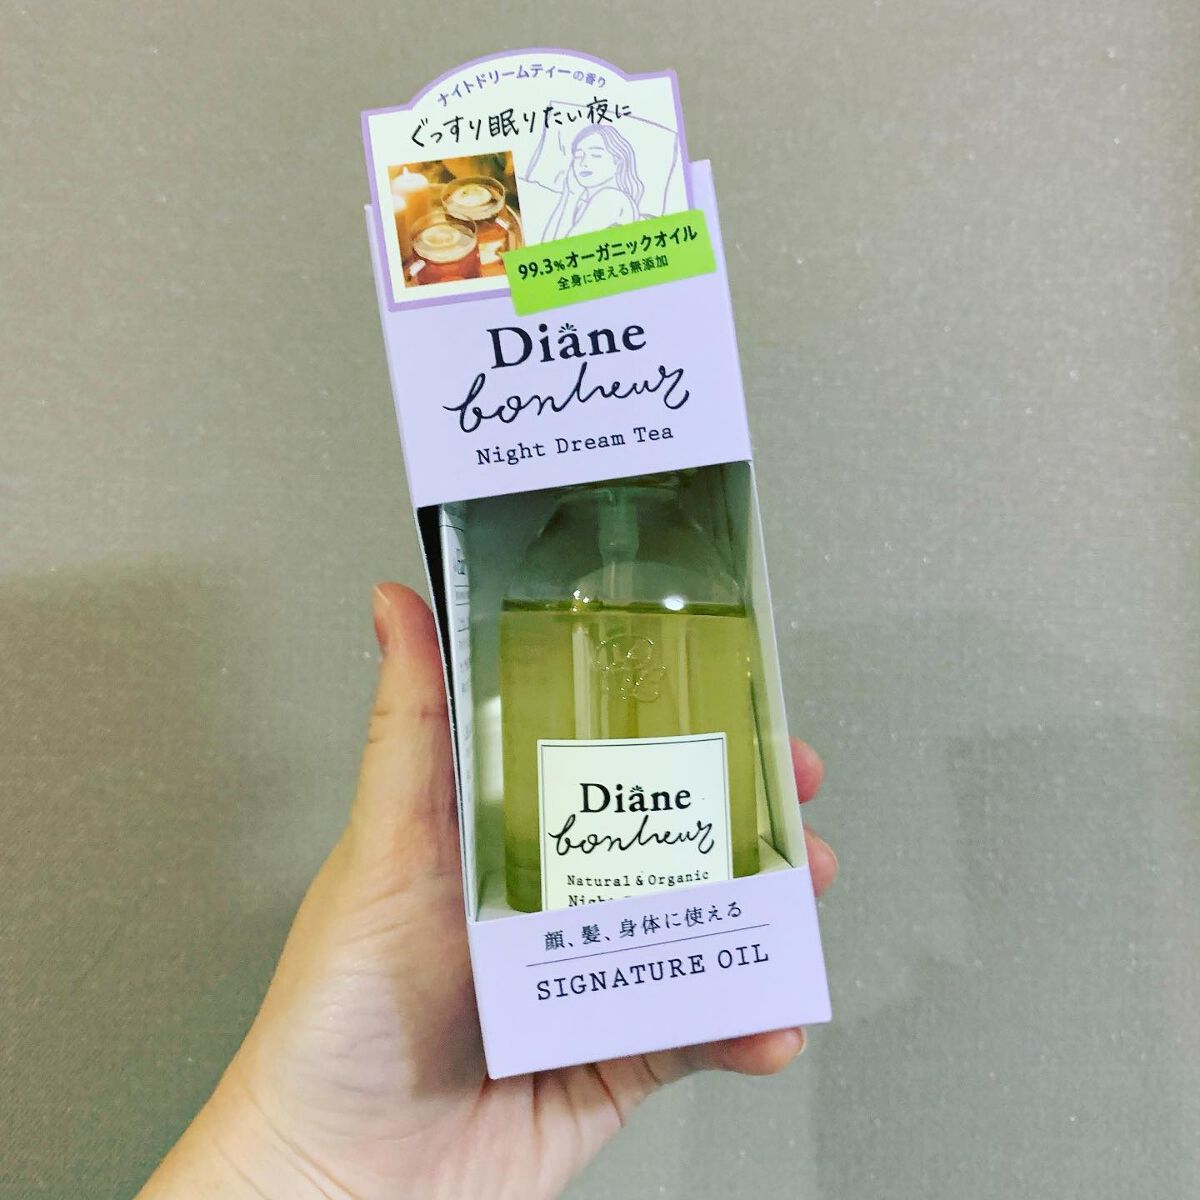 ナイトドリームティーの香り
ぐっすり眠りたい夜に
99.3%オーガニックオイル
全身に使える無添加
Diane
bonheur
Night Dream Tea
Diane
bonheur
Natural & Organic
顔、髪、身体に使える
SIGNATURE OIL